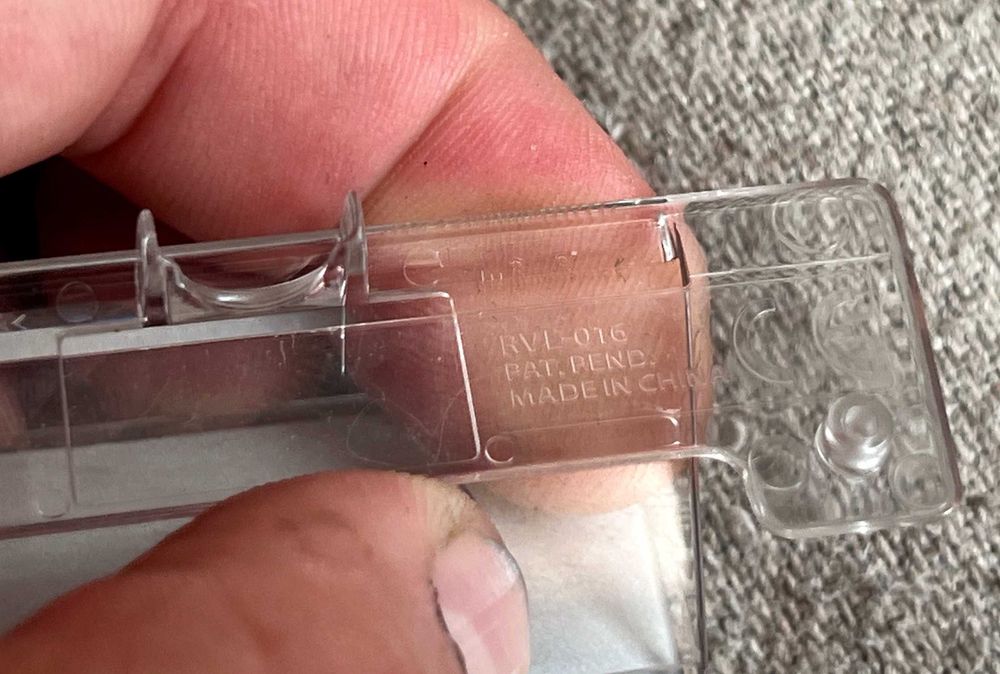 RVL-016
PAT. PEND.
MADE IN CHINA